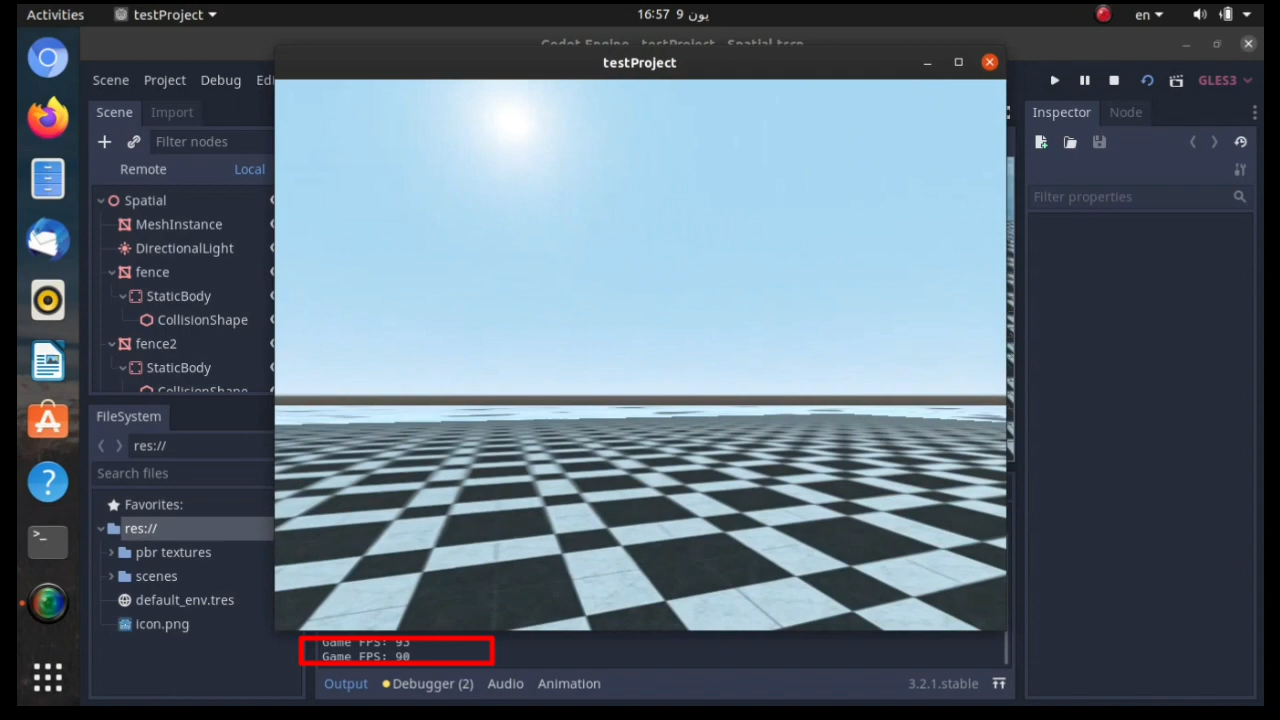 Activities
testProject
16:57 9 يون
en
Godot Engine - testProject - Spatial.tscn
testProject
Scene Project Debug
GLES3
Scene Import
Inspector Node
Filter nodes
Remote Local
Filter properties
Spatial
MeshInstance
DirectionalLight
fence
StaticBody
CollisionShape
fence2
StaticBody
CollisionShape
FileSystem
res://
Search files
Favorites:
res://
pbr textures
scenes
default_env.tres
icon.png
Game FPS: 93
Game FPS: 90
Output Debugger (2) Audio Animation
3.2.1.stable